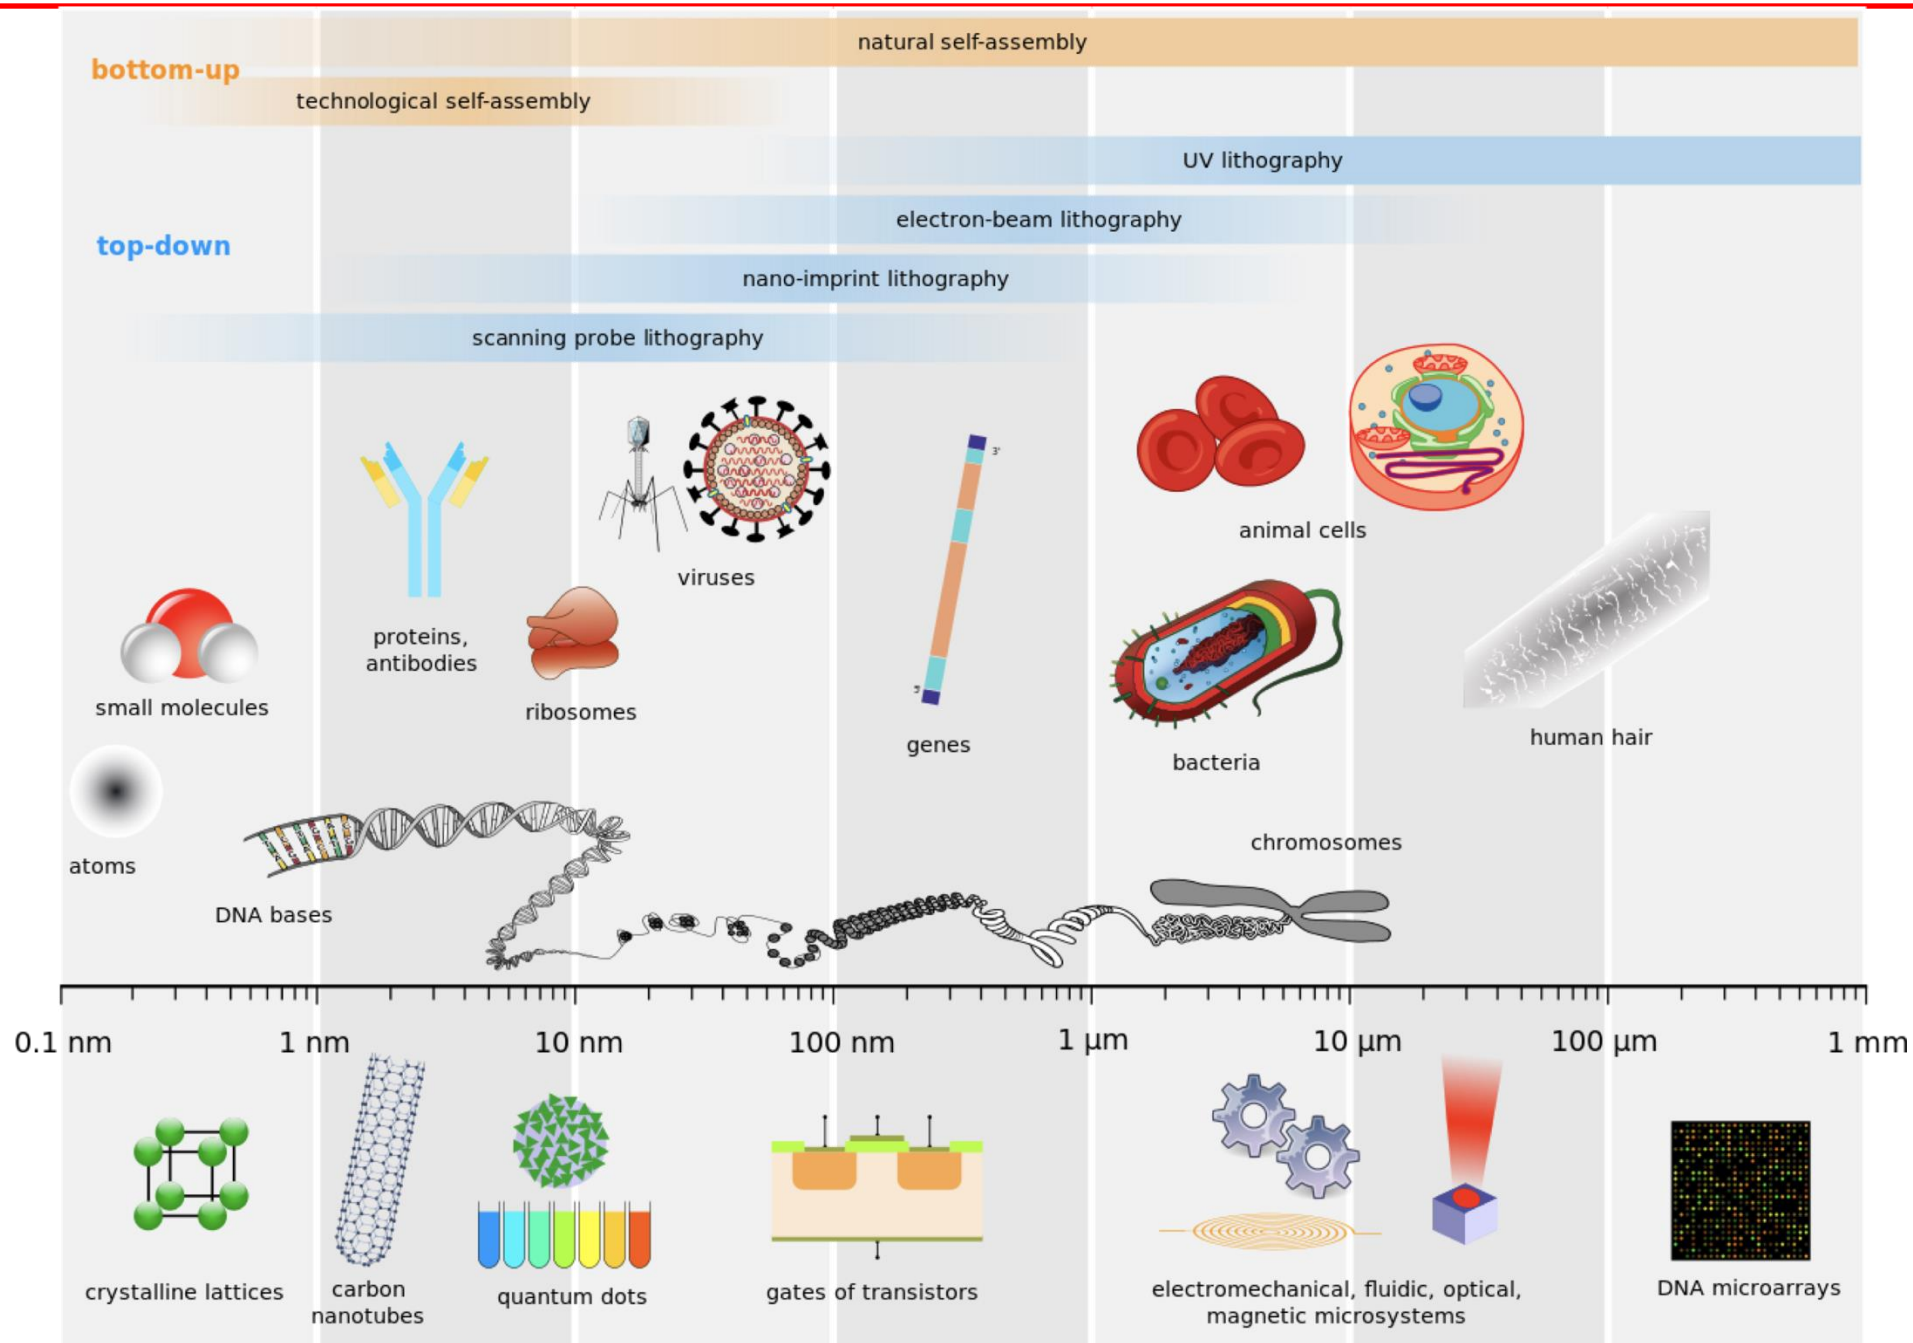 natural self-assembly
bottom-up
technological self-assembly
UV lithography
electron-beam lithography
top-down
nano-imprint lithography
scanning probe lithography
3'
animal cells
viruses
proteins,
antibodies
small molecules
ribosomes
5'
genes
human hair
bacteria
chromosomes
atoms
DNA bases
0.1 nm
1 nm
10 nm
100 nm
1 µm
10 µm
100 µm
1 mm
crystalline lattices
carbon
nanotubes
quantum dots
gates of transistors
electromechanical, fluidic, optical,
magnetic microsystems
DNA microarrays